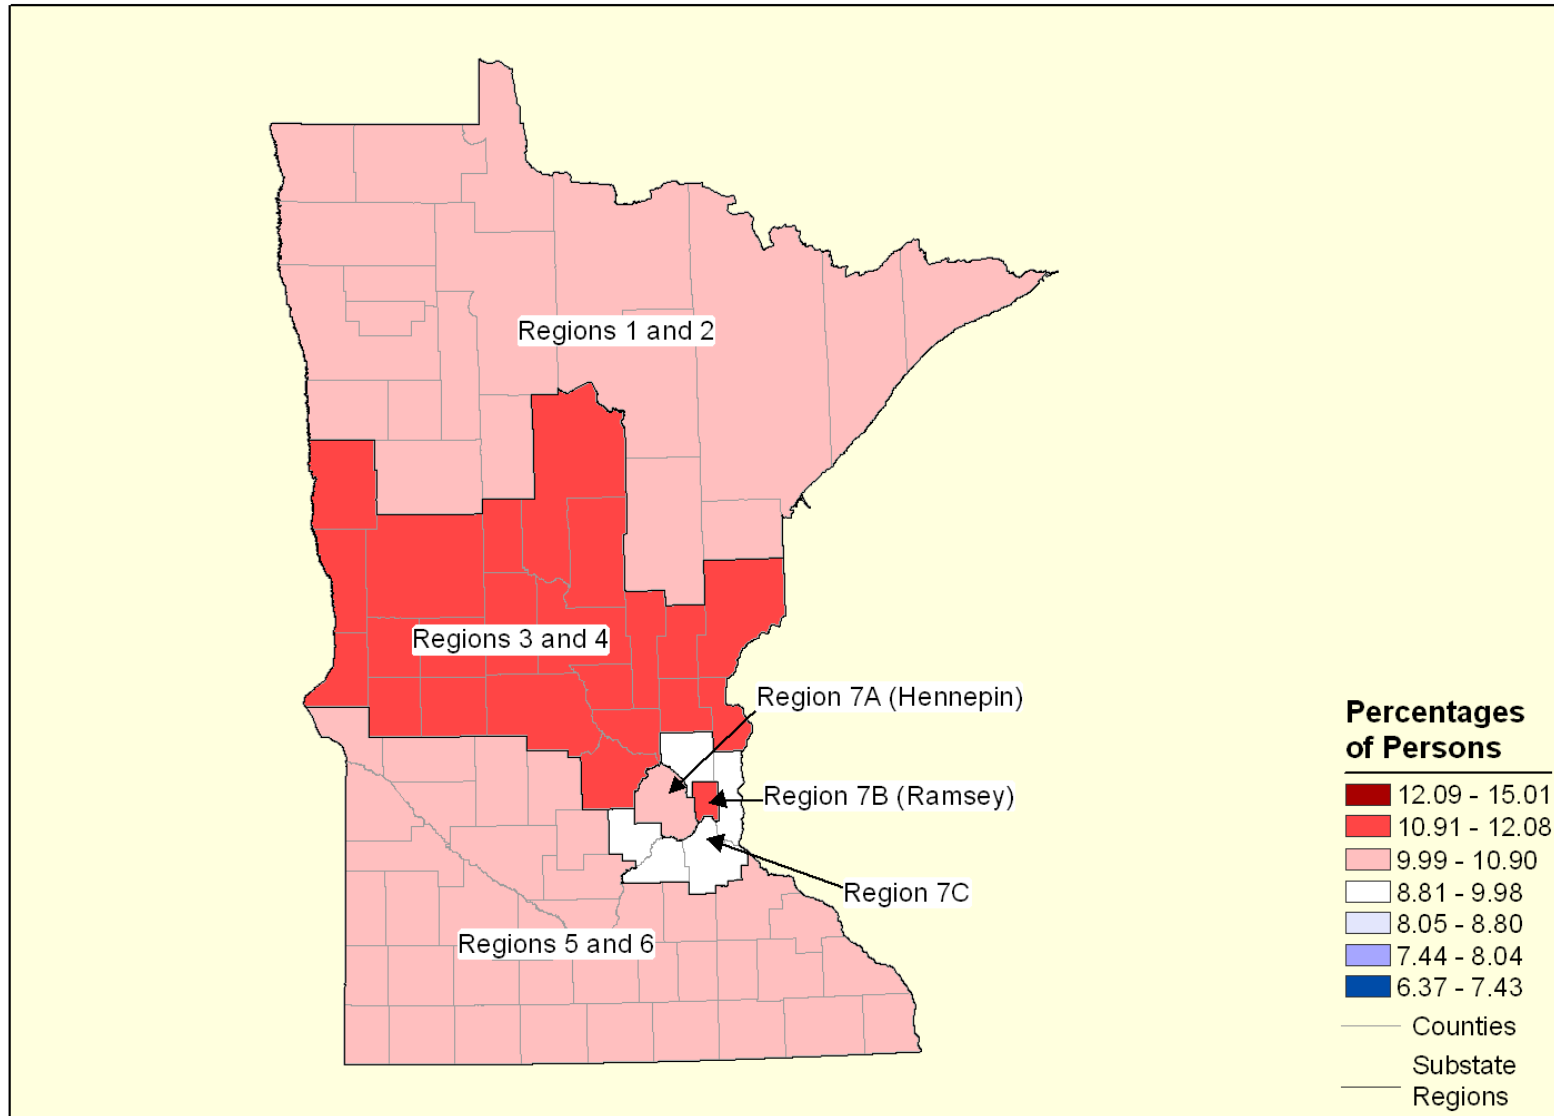 Regions 1 and 2
Regions 3 and 4
Region 7A (Hennepin)
Region 7B (Ramsey)
Region 7C
Regions 5 and 6
Percentages
of Persons
12.09 - 15.01
10.91 - 12.08
9.99 - 10.90
8.81 - 9.98
8.05 - 8.80
7.44 - 8.04
6.37 - 7.43
Counties
Substate
Regions